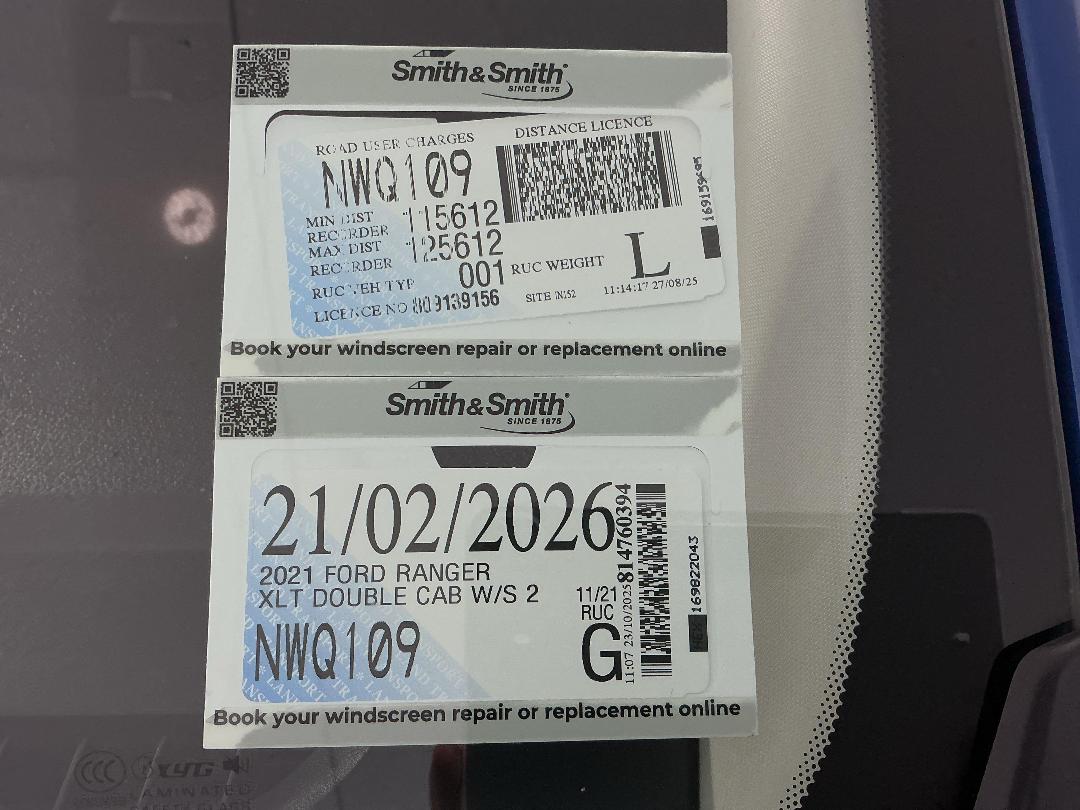 Smith&Smith
SINCE 1875
ROAD USER CHARGES
DISTANCE LICENCE
NWQ109
MIN DIST
RECORDER 115612
MAX DIST
RECORDER 125612
RUC VEH TYP 001
RUC WEIGHT L
LICENCE NO 809139156
SITE
11:14:17 27/08/25
Book your windscreen repair or replacement online
Smith&Smith
SINCE 1875
21/02/2026
814760394
2021 FORD RANGER
XLT DOUBLE CAB W/S 2
11/21
RUC
NWQ109
G
11:07 23/10/2025
169822043
Book your windscreen repair or replacement online
CCC
XYG
LAMINATED